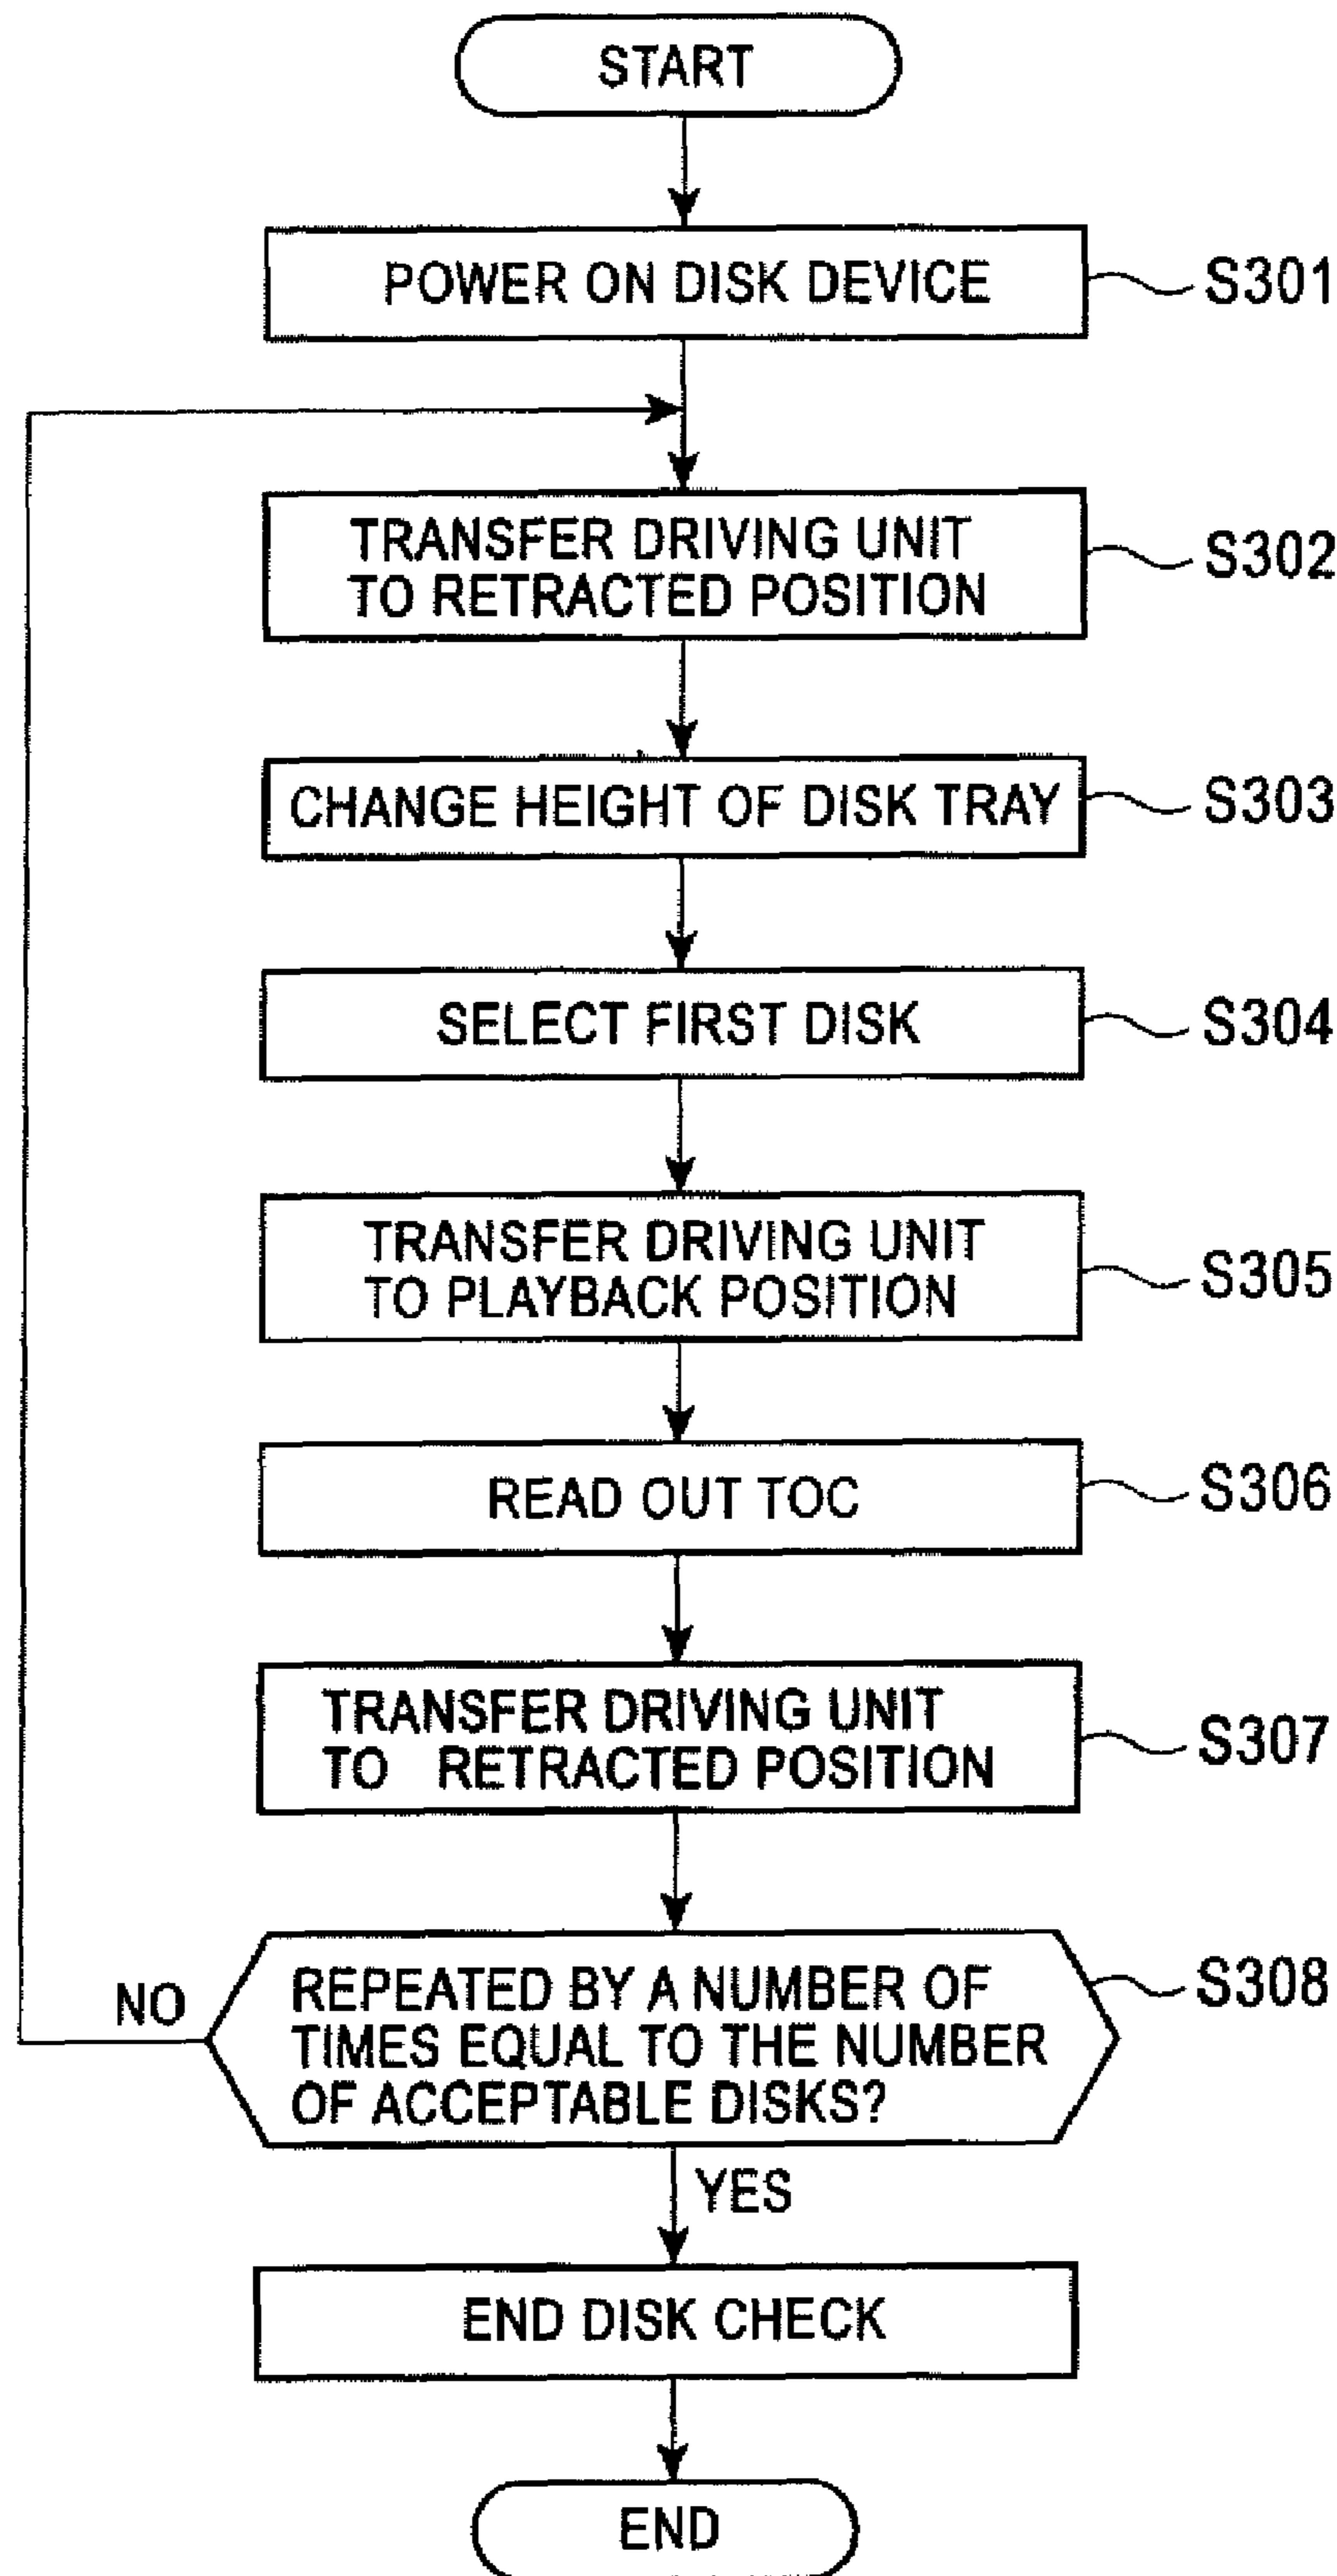 START
POWER ON DISK DEVICE
S301
TRANSFER DRIVING UNIT
TO RETRACTED POSITION
S302
CHANGE HEIGHT OF DISK TRAY
S303
SELECT FIRST DISK
S304
TRANSFER DRIVING UNIT
TO PLAYBACK POSITION
S305
READ OUT TOC
S306
TRANSFER DRIVING UNIT
TO RETRACTED POSITION
S307
REPEATED BY A NUMBER OF
TIMES EQUAL TO THE NUMBER
OF ACCEPTABLE DISKS?
S308
NO
YES
END DISK CHECK
END